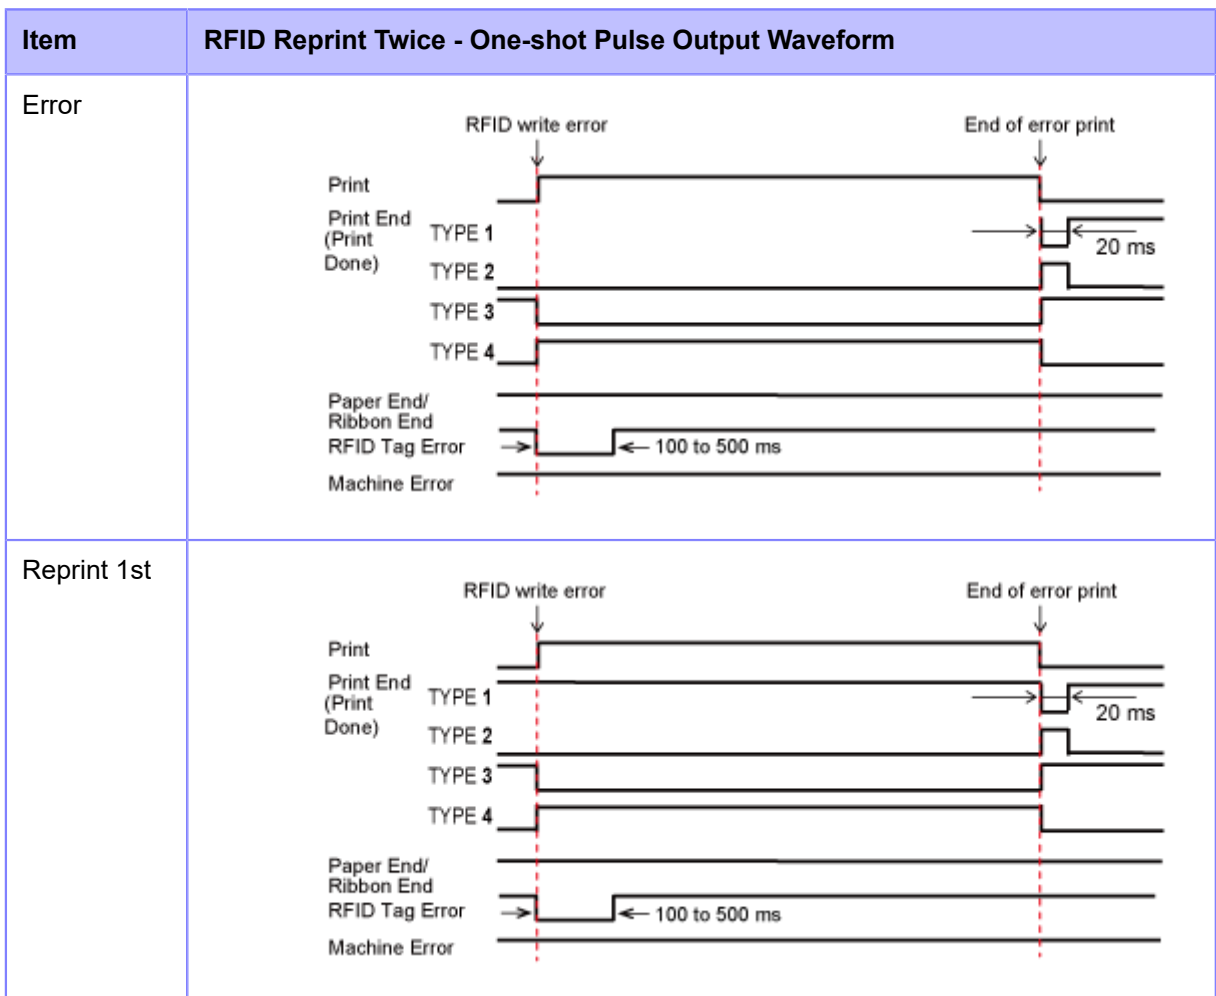 Item RFID Reprint Twice - One-shot Pulse Output Waveform
Error
RFID write error End of error print
Print
Print End
(Print
Done)
TYPE 1
20 ms
TYPE 2
TYPE 3
TYPE 4
Paper End/
Ribbon End
RFID Tag Error 100 to 500 ms
Machine Error
Reprint 1st
RFID write error End of error print
Print
Print End
(Print
Done)
TYPE 1
20 ms
TYPE 2
TYPE 3
TYPE 4
Paper End/
Ribbon End
RFID Tag Error 100 to 500 ms
Machine Error